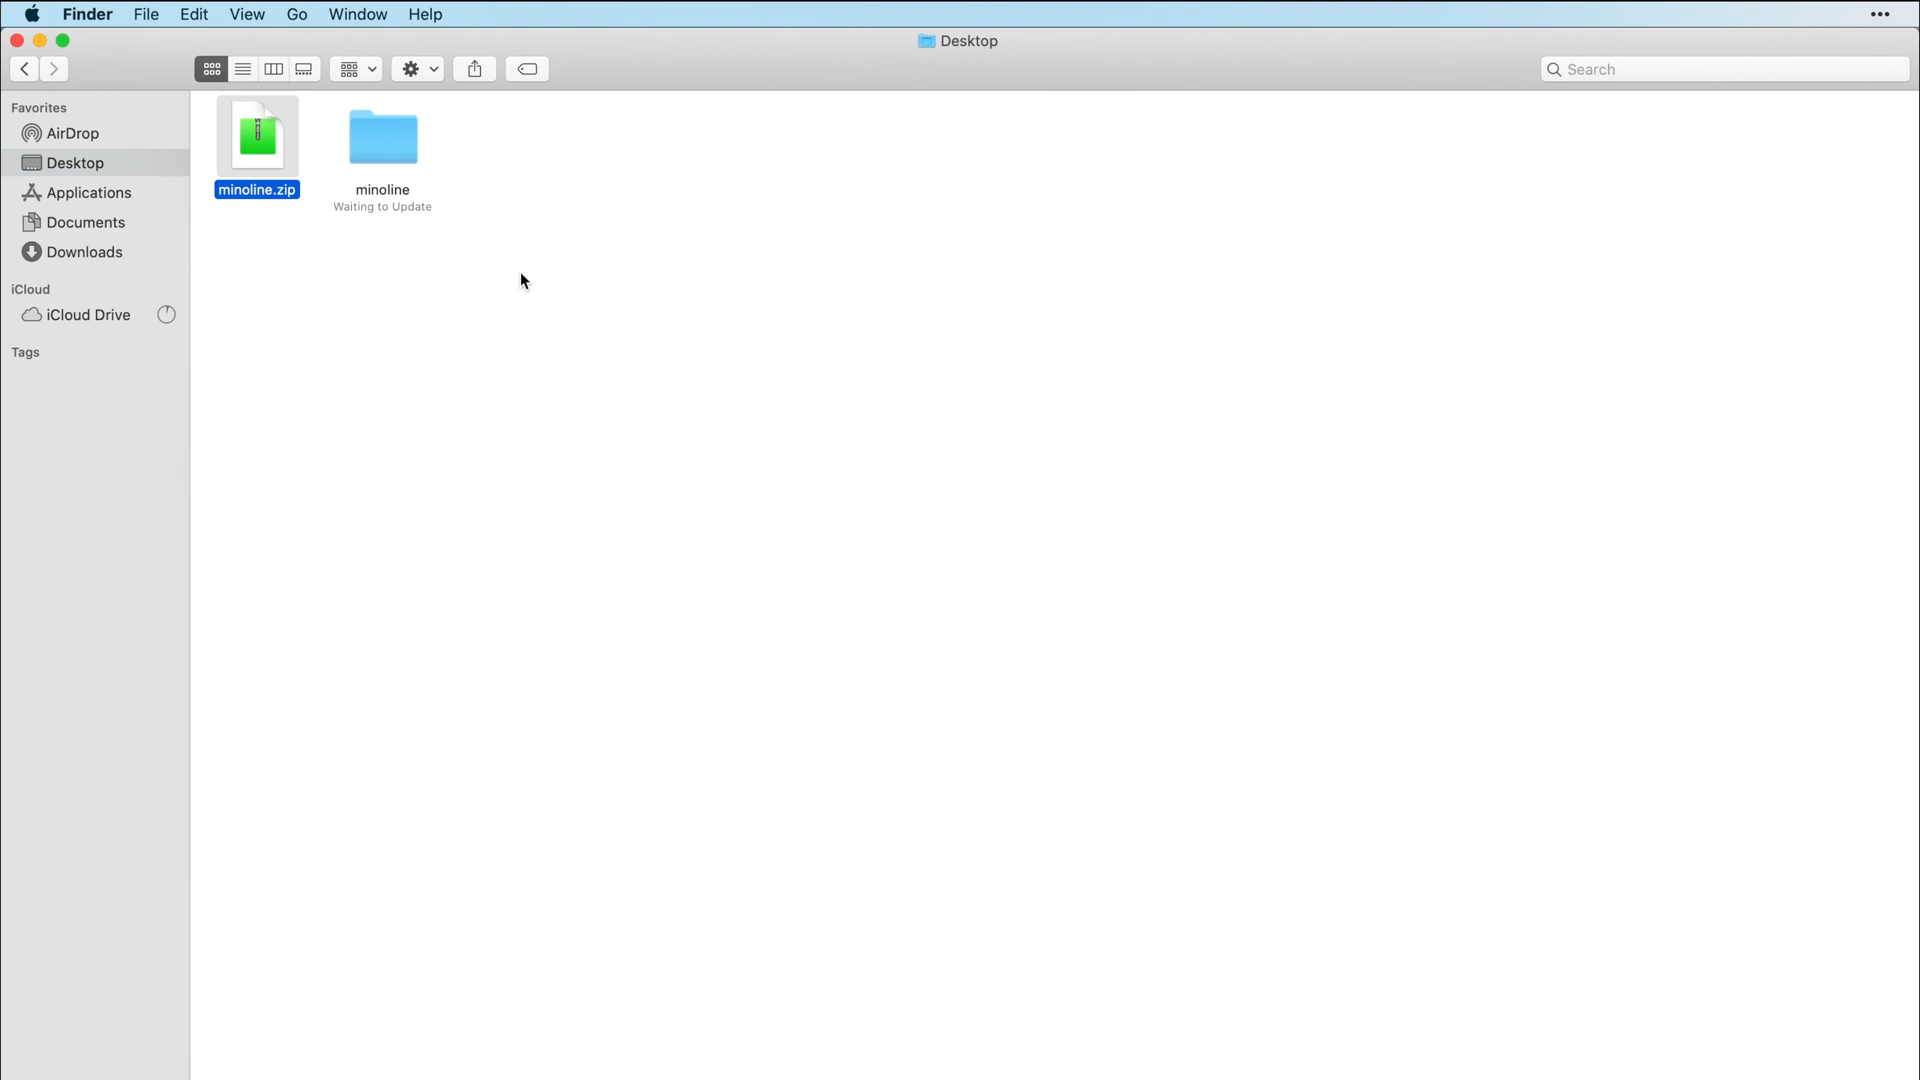 Finder File Edit View Go Window Help
Desktop
Search
Favorites
AirDrop
Desktop
Applications
Documents
Downloads
iCloud
iCloud Drive
Tags
minoline.zip
minoline
Waiting to Update